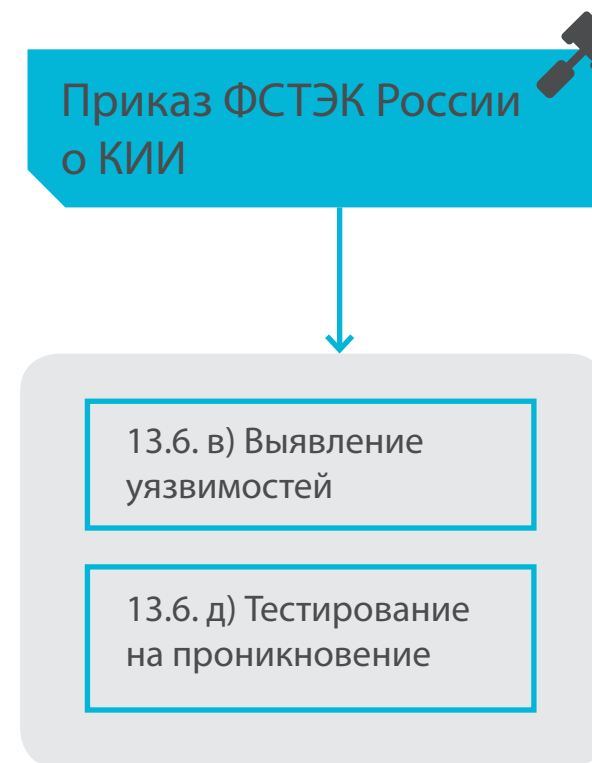 Приказ ФСТЭК России
о КИИ
13.6. в) Выявление
уязвимостей
13.6. д) Тестирование
на проникновение